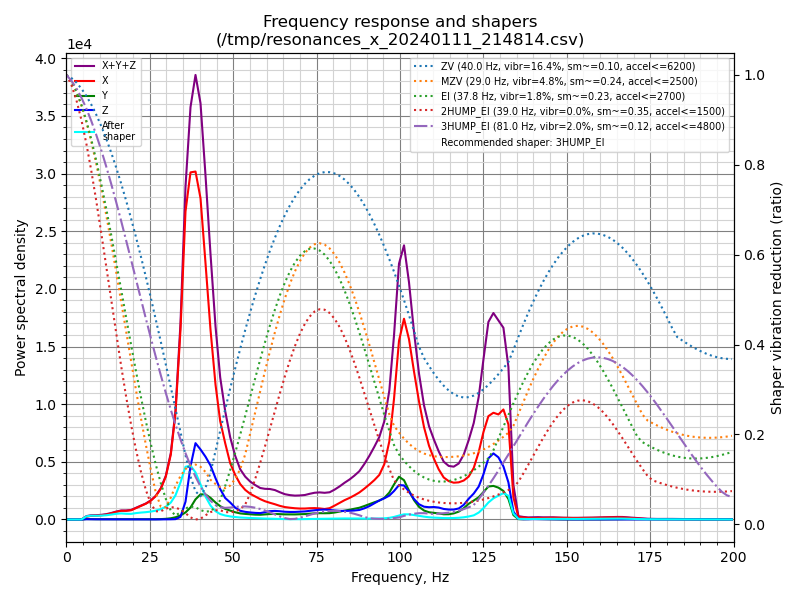 Frequency response and shapers
(/tmp/resonances_x_20240111_214814.csv)
1e4
X+Y+Z
X
Y
Z
After
shaper
ZV (40.0 Hz, vibr=16.4%, sm~=0.10, accel<=6200)
MZV (29.0 Hz, vibr=4.8%, sm~=0.24, accel<=2500)
EI (37.8 Hz, vibr=1.8%, sm~=0.23, accel<=2700)
2HUMP_EI (39.0 Hz, vibr=0.0%, sm~=0.35, accel<=1500)
3HUMP_EI (81.0 Hz, vibr=2.0%, sm~=0.12, accel<=4800)
Recommended shaper: 3HUMP_EI
Power spectral density
4.0
3.5
3.0
2.5
2.0
1.5
1.0
0.5
0.0
1.0
0.8
0.6
0.4
0.2
0.0
Shaper vibration reduction (ratio)
0 25 50 75 100 125 150 175 200
Frequency, Hz